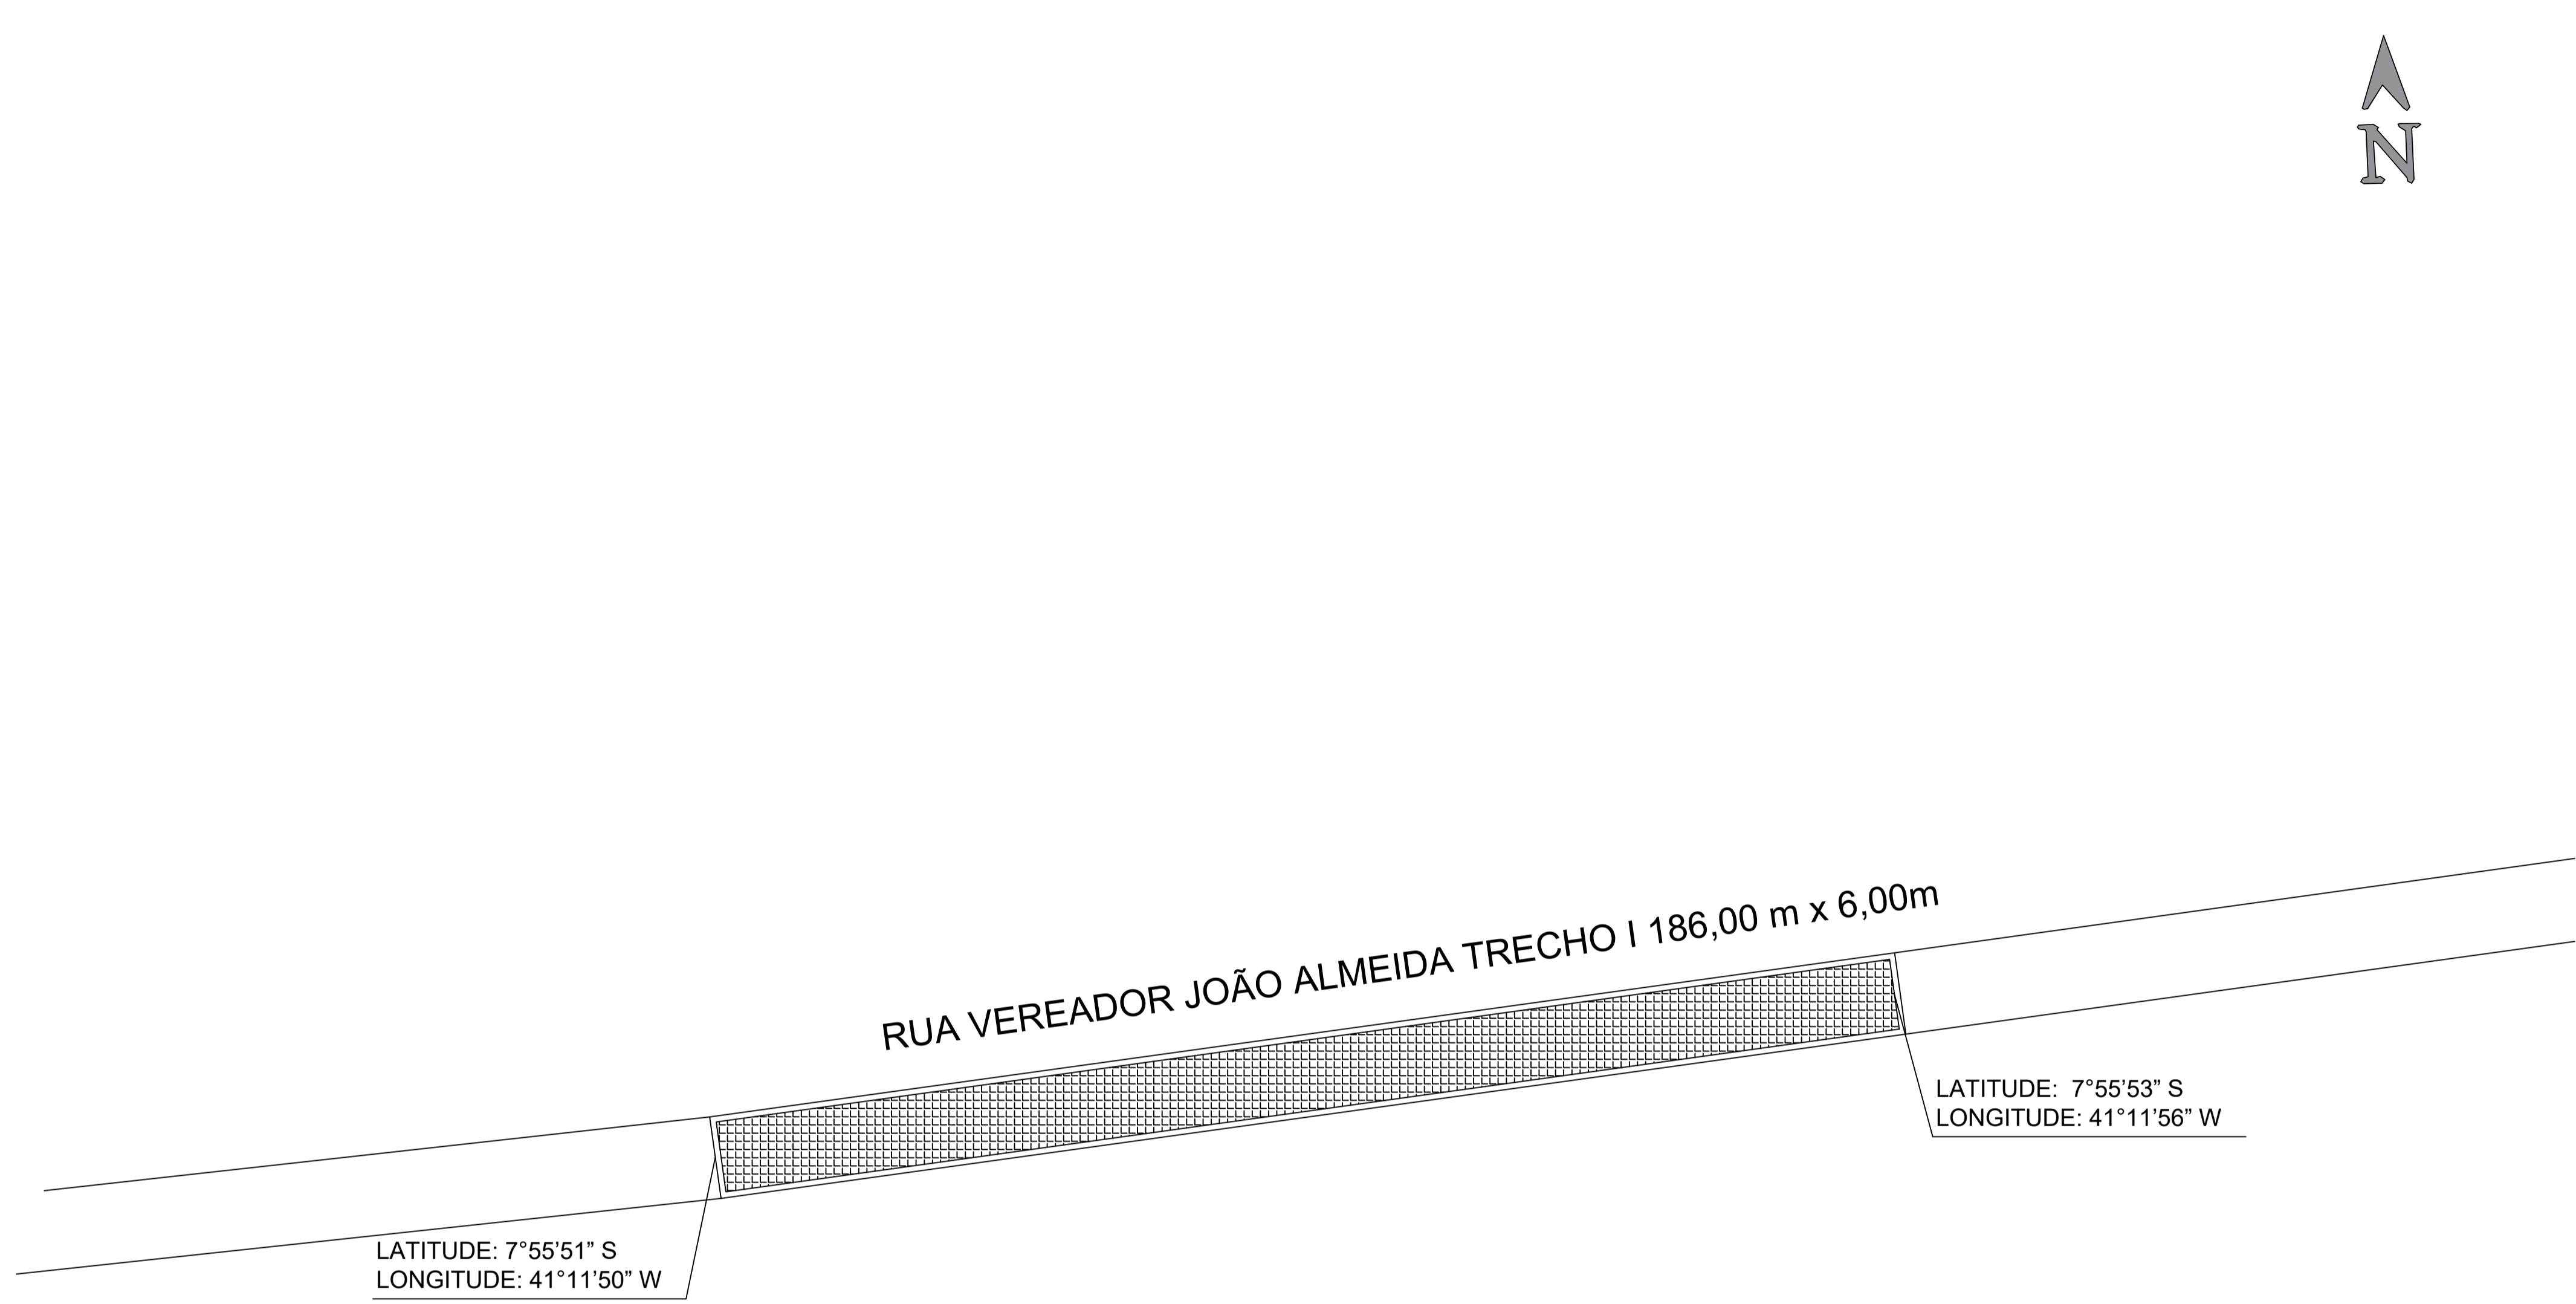 N
RUA VEREADOR JOÃO ALMEIDA TRECHO I 186,00 m x 6,00m
LATITUDE: 7°55’53” S
LONGITUDE: 41°11’56” W
LATITUDE: 7°55’51” S
LONGITUDE: 41°11’50” W